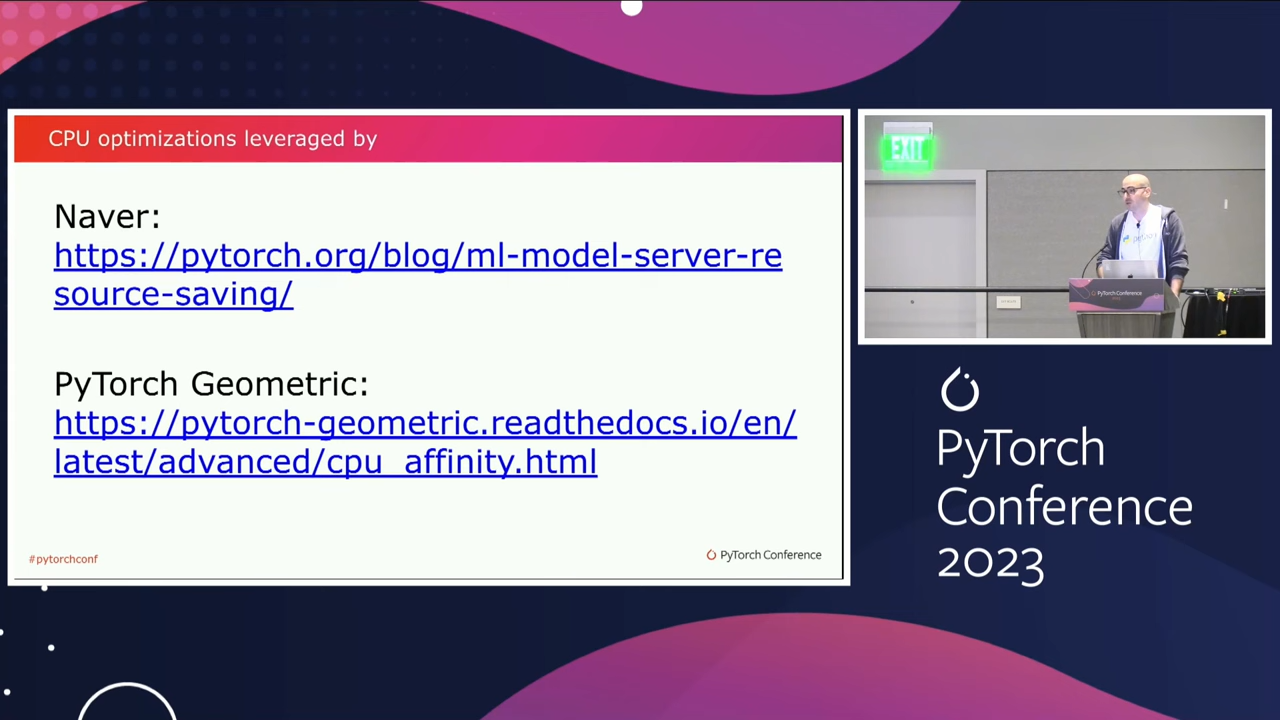 CPU optimizations leveraged by
Naver:
https://pytorch.org/blog/ml-model-server-re
source-saving/
PyTorch Geometric:
https://pytorch-geometric.readthedocs.io/en/
latest/advanced/cpu_affinity.html
#pytorchconf
PyTorch Conference
EXIT
PyTorch Conference
PyTorch
Conference
2023